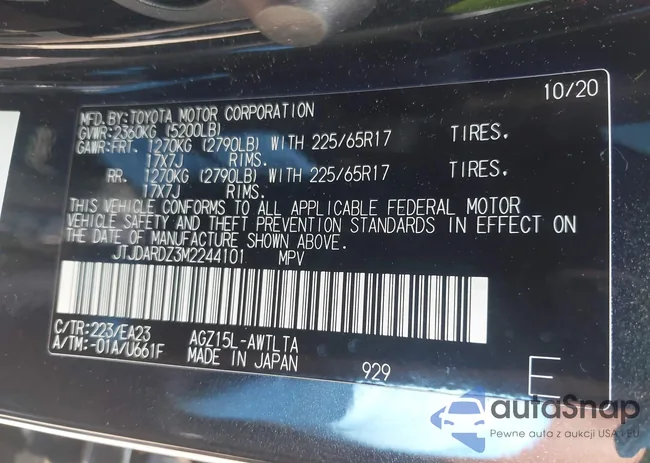 10/20
MFD.BY:TOYOTA MOTOR CORPORATION
GVWR:2360KG (5200LB)
GAWR:FRT. 1270KG (2790LB) WITH 225/65R17 TIRES.
17X7J RIMS.
RR. 1270KG (2790LB) WITH 225/65R17 TIRES.
17X7J RIMS.
THIS VEHICLE CONFORMS TO ALL APPLICABLE FEDERAL MOTOR
VEHICLE SAFETY AND THEFT PREVENTION STANDARDS IN EFFECT ON
THE DATE OF MANUFACTURE SHOWN ABOVE.
JTJDARDZ3M2244101 MPV
C/TR:223/EA23 AGZ15L-AWTLTA
A/TM:-01A/U661F MADE IN JAPAN 929 E
autoSnap
Pewne auta z aukcji USA i EU